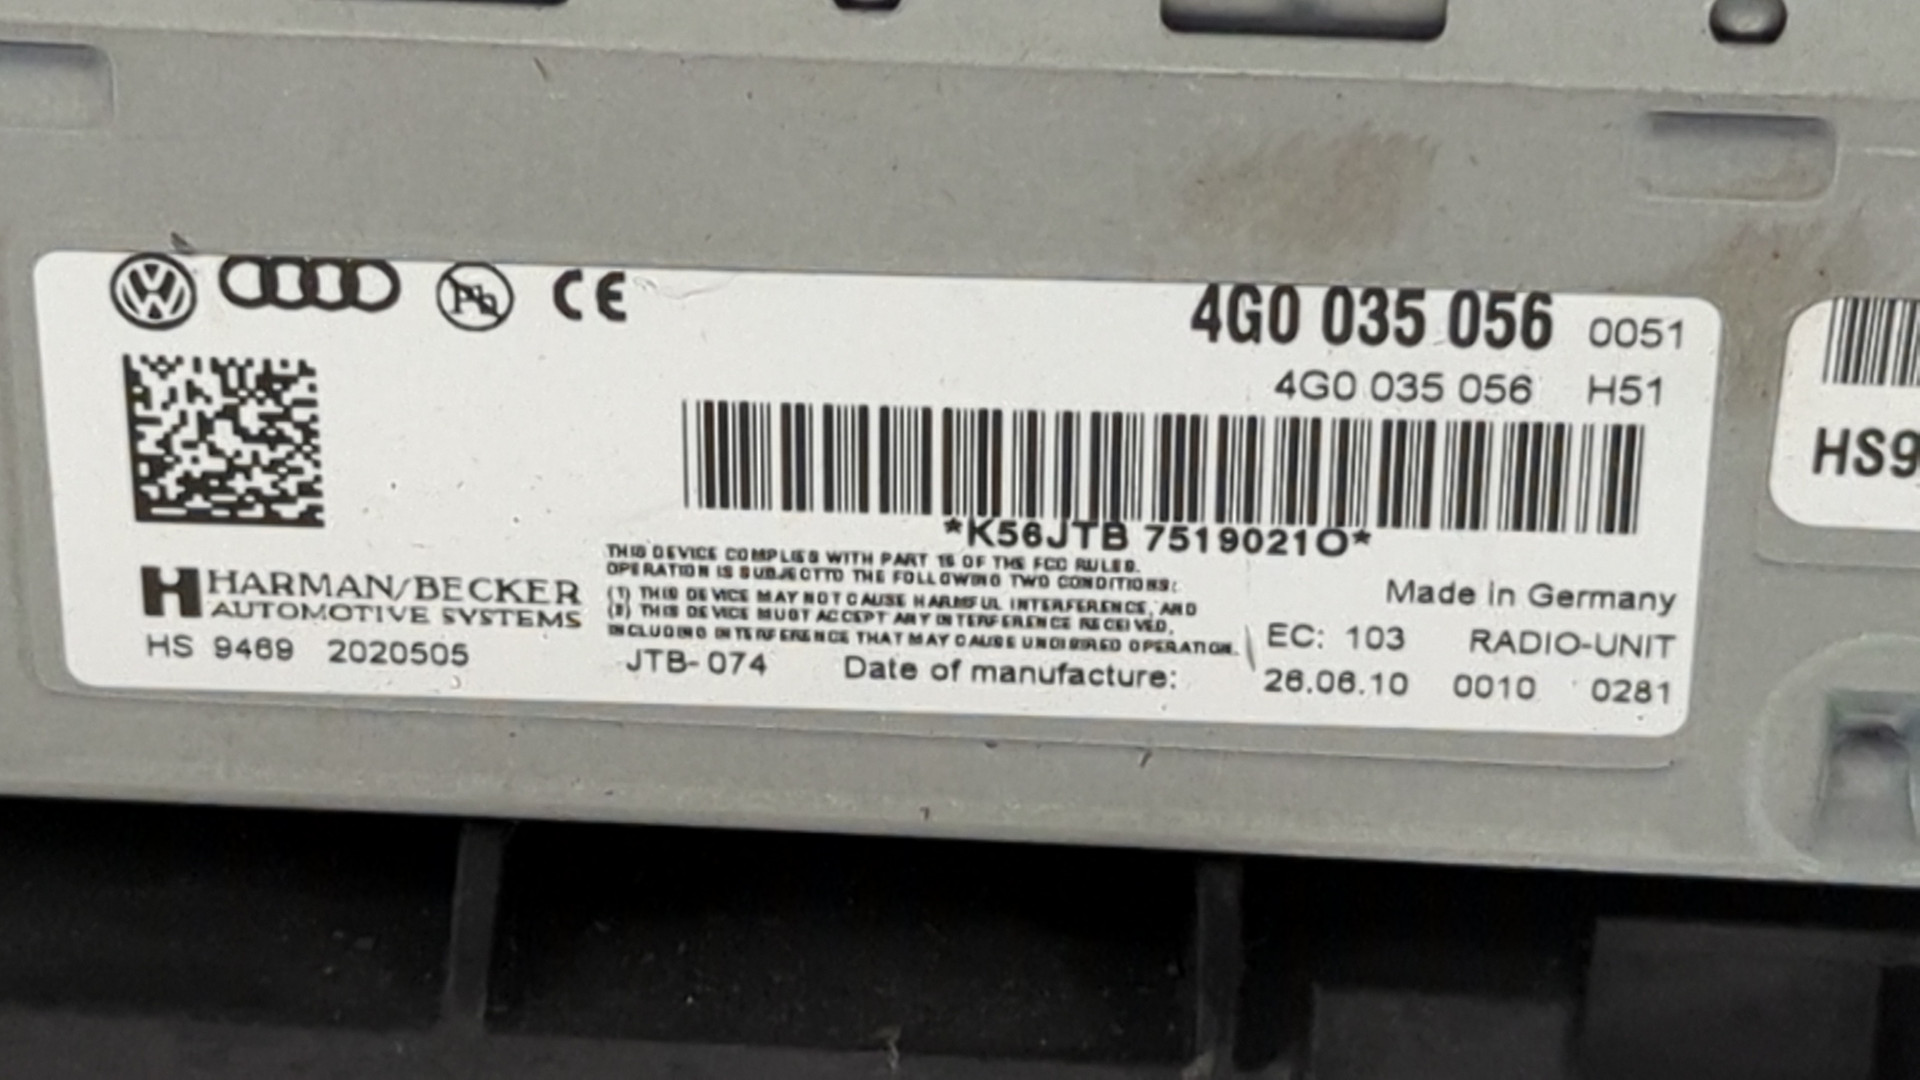 Pb CE
4G0 035 056 0051
4G0 035 056 H51
*K56JTB 7519021O*
HARMAN/BECKER
AUTOMOTIVE SYSTEMS
HS 9469 2020505
THIS DEVICE COMPLIES WITH PART 15 OF THE FCC RULES.
OPERATION IS SUBJECTTO THE FOLLOWING TWO CONDITIONS:
(1) THIS DEVICE MAY NOT CAUSE HARMFUL INTERFERENCE, AND
(2) THIS DEVICE MUST ACCEPT ANY INTERFERENCE RECEIVED,
INCLUDING INTERFERENCE THAT MAY CAUSE UNDESIRED OPERATION.
JTB-074 Date of manufacture:
Made in Germany
EC: 103 RADIO-UNIT
26.06.10 0010 0281
HS9